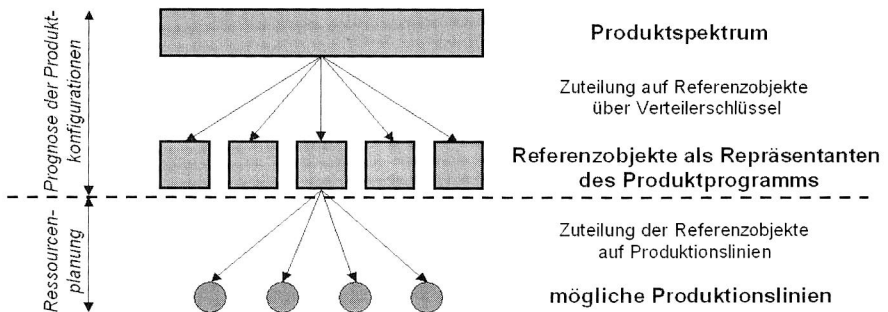 Prognose der Produkt-
konfigurationen
Produktspektrum
Zuteilung auf Referenzobjekte
über Verteilerschlüssel
Referenzobjekte als Repräsentanten
des Produktprogramms
Ressourcen-
planung
Zuteilung der Referenzobjekte
auf Produktionslinien
mögliche Produktionslinien